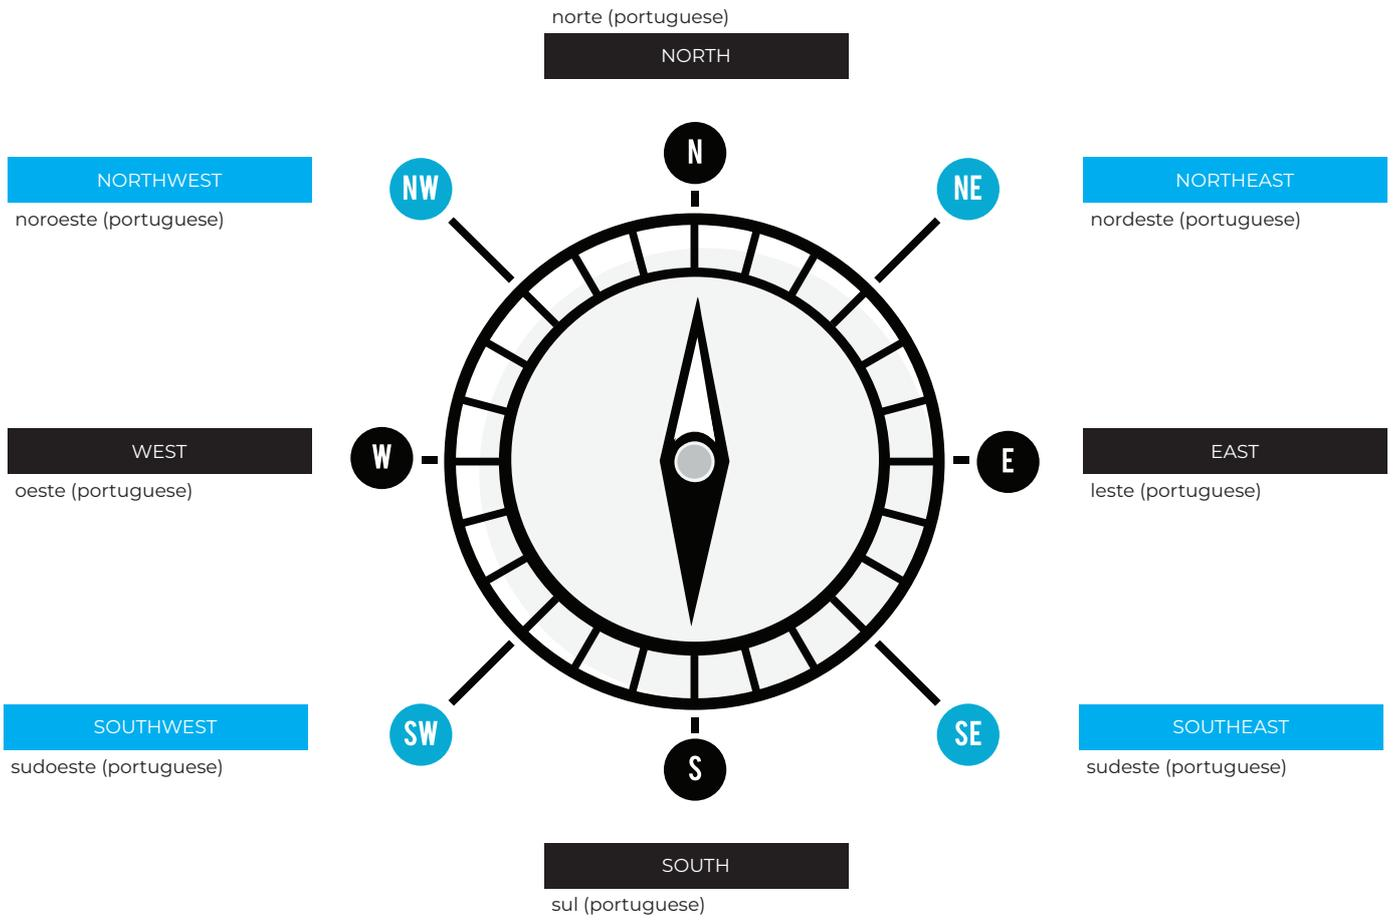 norte (portuguese)
NORTH
N
NORTHWEST
noroeste (portuguese)
NW
NE
NORTHEAST
nordeste (portuguese)
WEST
oeste (portuguese)
W
E
EAST
leste (portuguese)
SOUTHWEST
sudoeste (portuguese)
SW
SE
SOUTHEAST
sudeste (portuguese)
S
SOUTH
sul (portuguese)